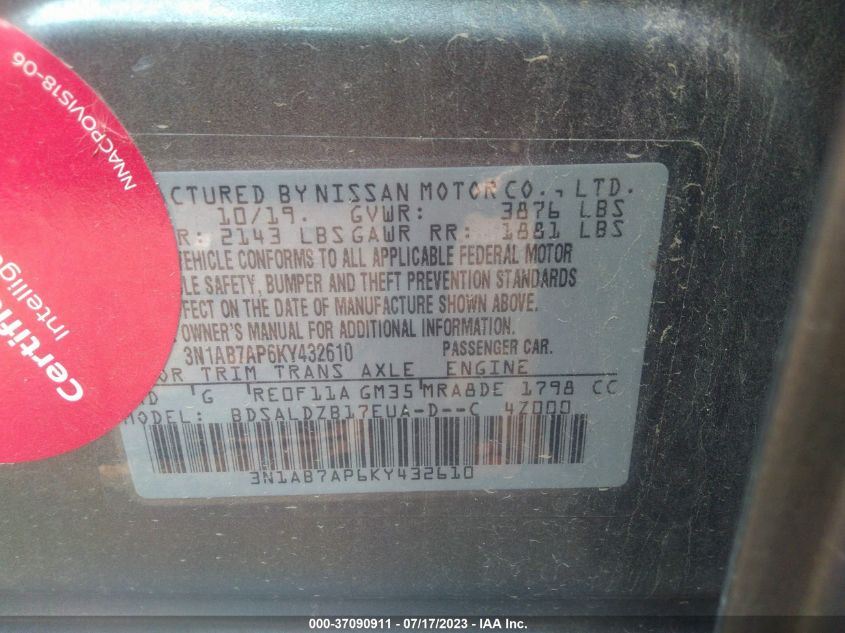 NNACPOVIS18-06
Certifie
Intelligen
CTURED BY NISSAN MOTOR CO., LTD.
10/19. GVWR: 3876 LBS
R: 2143 LBS GAWR RR: 1881 LBS
EHICLE CONFORMS TO ALL APPLICABLE FEDERAL MOTOR
LE SAFETY, BUMPER AND THEFT PREVENTION STANDARDS
FFECT ON THE DATE OF MANUFACTURE SHOWN ABOVE.
OWNER'S MANUAL FOR ADDITIONAL INFORMATION.
3N1AB7AP6KY432610 PASSENGER CAR.
OR TRIM TRANS AXLE ENGINE
D G RE0F11A GM35 MRA8DE 1798 CC
MODEL: BDSALDZB17EUA-D--C 47000
3N1AB7AP6KY432610
000-37090911 - 07/17/2023 - © IAA Inc.